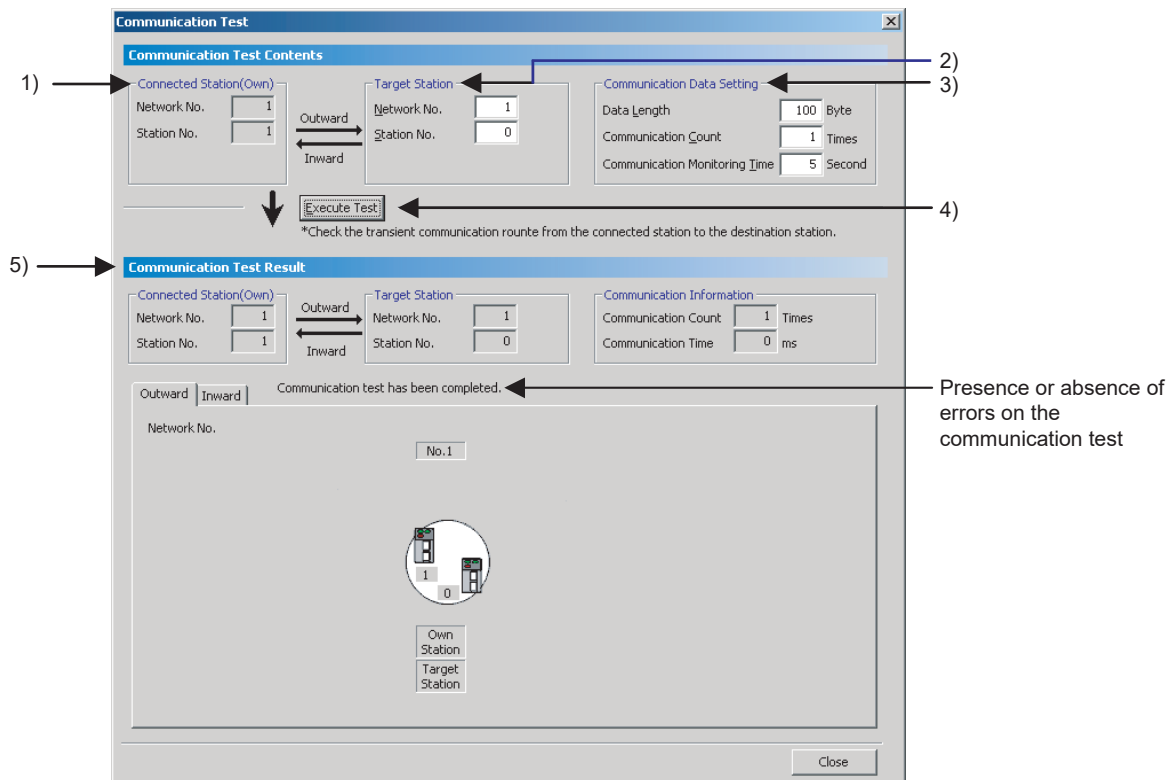 Communication Test
Communication Test Contents
1)
Connected Station(Own)
Network No. 1
Station No. 1
Outward
Inward
Target Station
Network No. 1
Station No. 0
2)
3)
Communication Data Setting
Data Length 100 Byte
Communication Count 1 Times
Communication Monitoring Time 5 Second
Execute Test
4)
*Check the transient communication rounte from the connected station to the destination station.
5)
Communication Test Result
Connected Station(Own)
Network No. 1
Station No. 1
Outward
Inward
Target Station
Network No. 1
Station No. 0
Communication Information
Communication Count 1 Times
Communication Time 0 ms
Outward Inward
Communication test has been completed.
Presence or absence of
errors on the
communication test
Network No.
No.1
1
0
Own
Station
Target
Station
Close